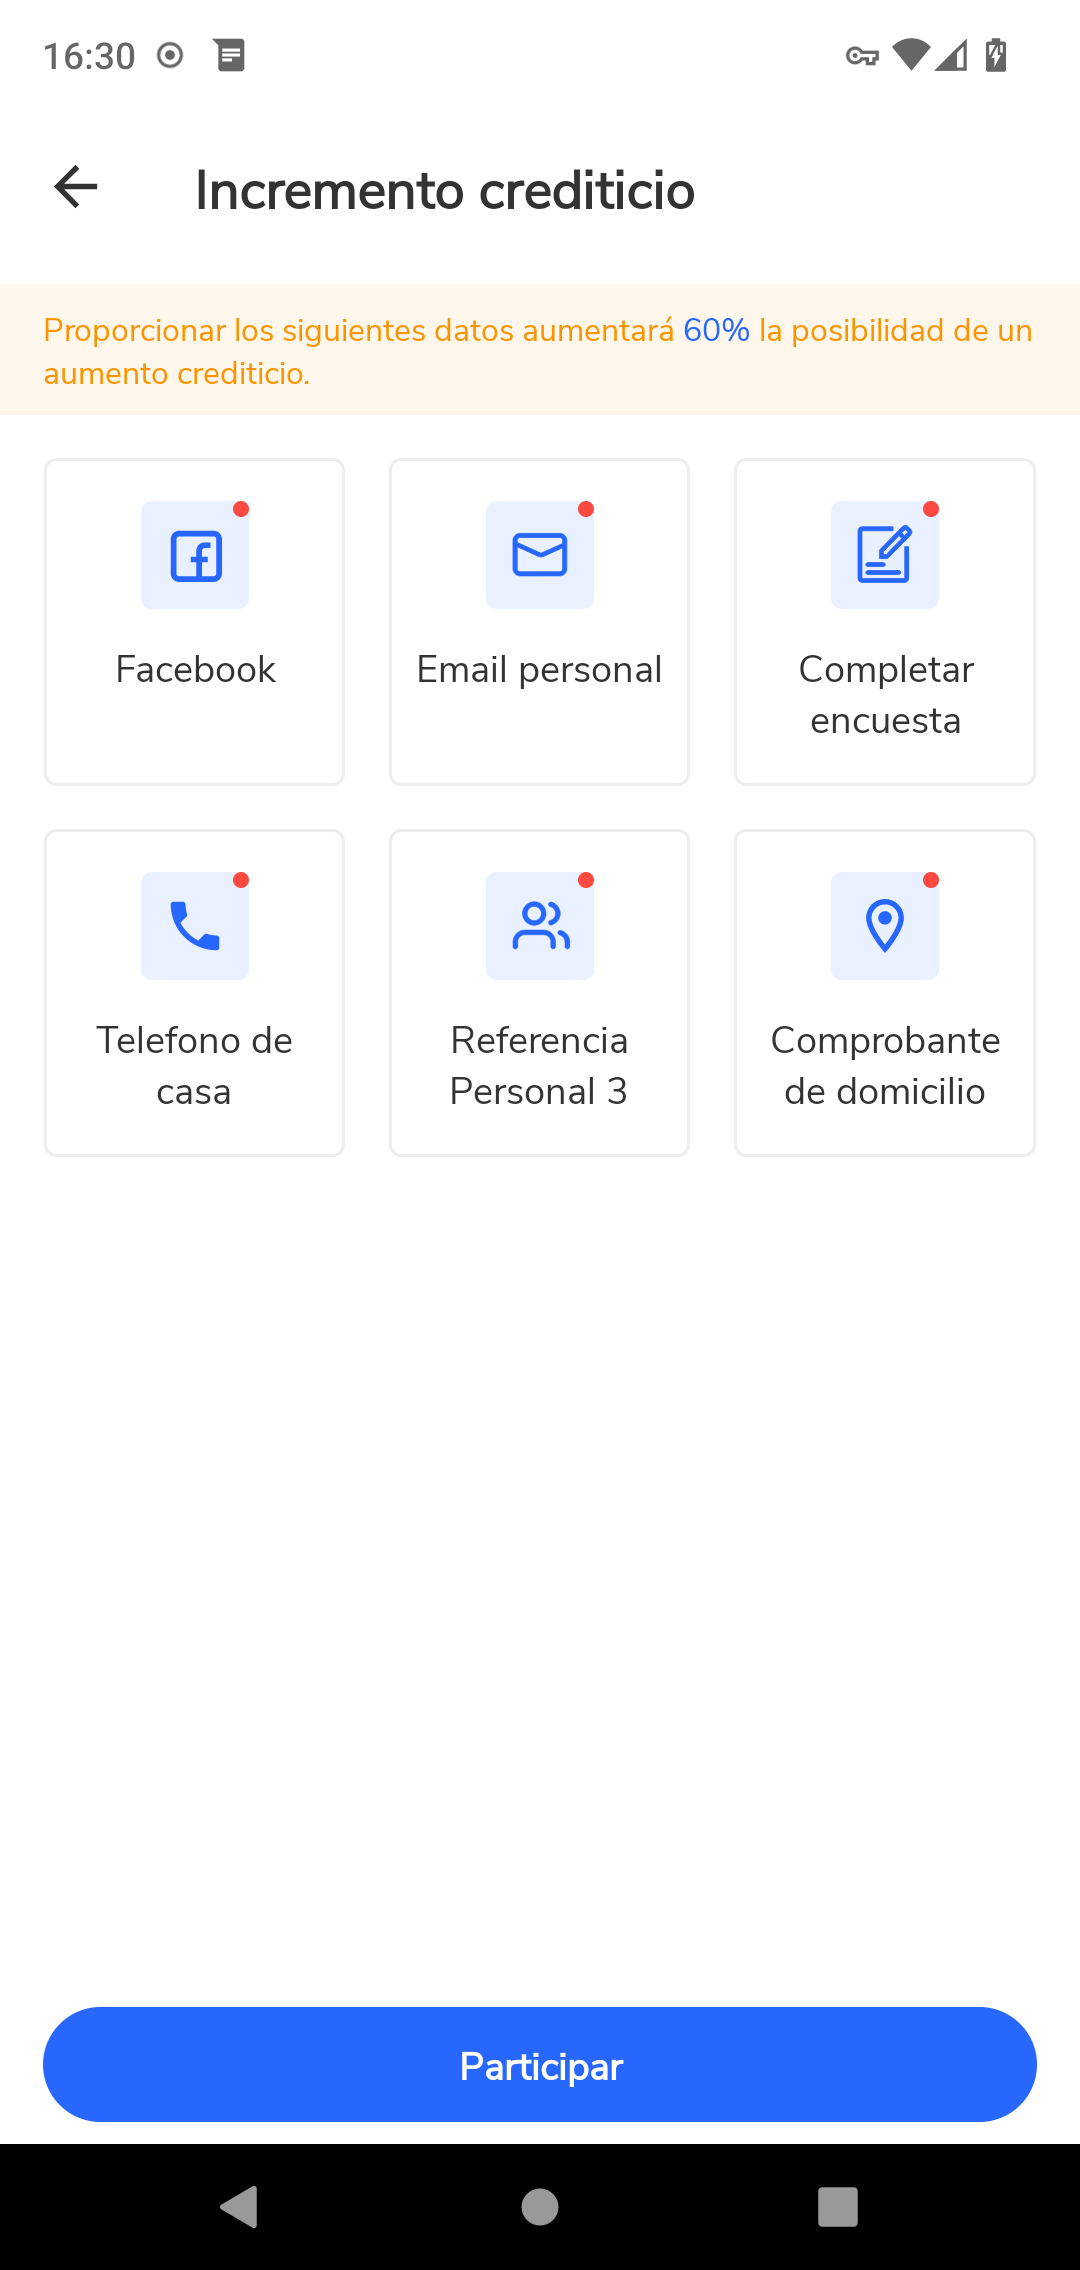 16:30
Incremento crediticio
Proporcionar los siguientes datos aumentará 60% la posibilidad de un
aumento crediticio.
Facebook
Email personal
Completar
encuesta
Telefono de
casa
Referencia
Personal 3
Comprobante
de domicilio
Participar